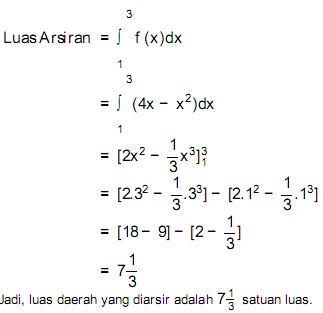 Luas Arsiran = ∫₁³ f (x)dx
= ∫₁³ (4x – x²)dx
= [2x² – 1/3 x³]₁³
= [2.3² – 1/3 .3³] – [2.1² – 1/3 .1³]
= [18 – 9] – [2 – 1/3]
= 7 1/3
Jadi, luas daerah yang diarsir adalah 7 1/3 satuan luas.